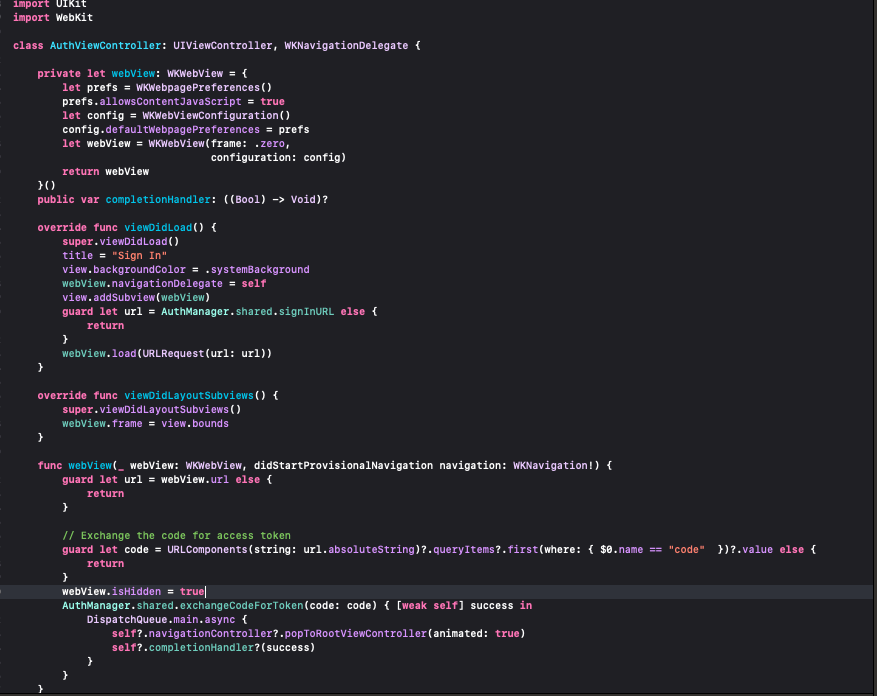 import UIKit
import WebKit
class AuthViewController: UIViewController, WKNavigationDelegate {
private let webView: WKWebView = {
let prefs = WKWebpagePreferences()
prefs.allowsContentJavaScript = true
let config = WKWebViewConfiguration()
config.defaultWebpagePreferences = prefs
let webView = WKWebView(frame: .zero,
configuration: config)
return webView
}()
public var completionHandler: ((Bool) -> Void)?
override func viewDidLoad() {
super.viewDidLoad()
title = "Sign In"
view.backgroundColor = .systemBackground
webView.navigationDelegate = self
view.addSubview(webView)
guard let url = AuthManager.shared.signInURL else {
return
}
webView.load(URLRequest(url: url))
}
override func viewDidLayoutSubviews() {
super.viewDidLayoutSubviews()
webView.frame = view.bounds
}
func webView(_ webView: WKWebView, didStartProvisionalNavigation navigation: WKNavigation!) {
guard let url = webView.url else {
return
}
// Exchange the code for access token
guard let code = URLComponents(string: url.absoluteString)?.queryItems?.first(where: { $0.name == "code"  })?.value else {
return
}
webView.isHidden = true
AuthManager.shared.exchangeCodeForToken(code: code) { [weak self] success in
DispatchQueue.main.async {
self?.navigationController?.popToRootViewController(animated: true)
self?.completionHandler?(success)
}
}
}